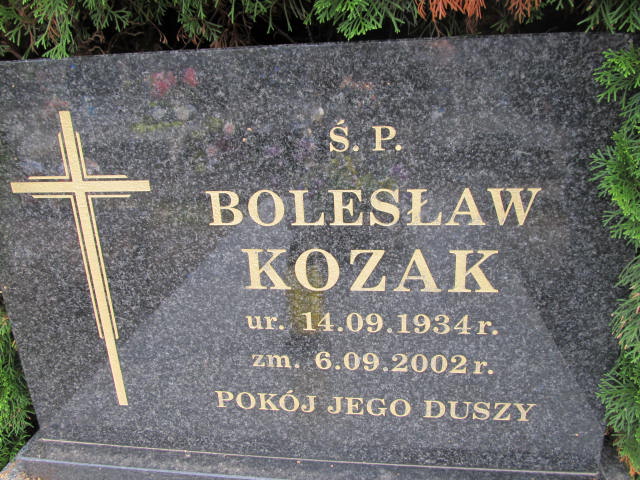 Ś. P.
BOLESŁAW
KOZAK
ur. 14.09.1934 r.
zm. 6.09.2002 r.
POKÓJ JEGO DUSZY